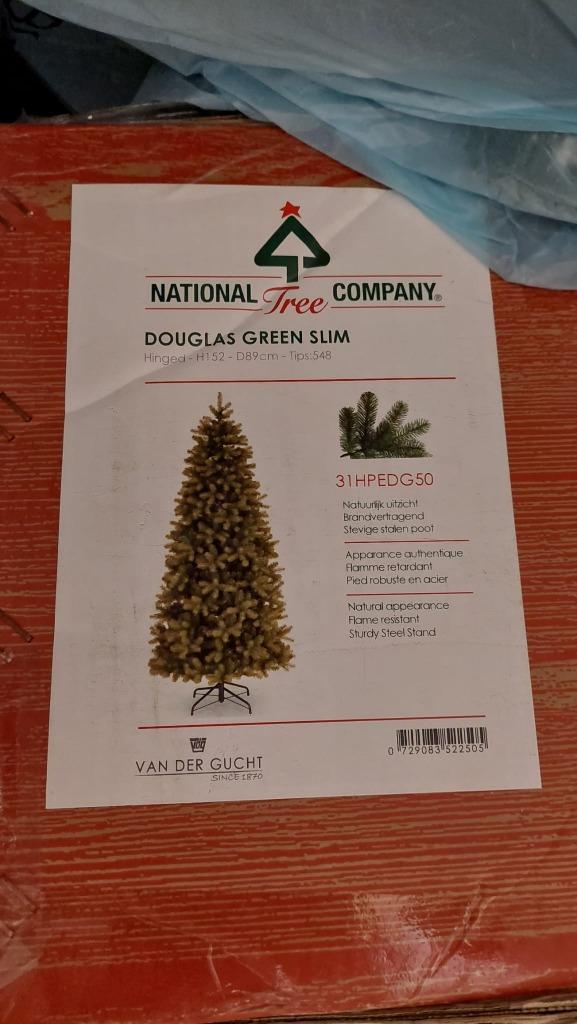 NATIONAL Tree COMPANY®
DOUGLAS GREEN SLIM
Hinged - H152 - D89cm - Tips:548
31HPEDG50
Natuurlijk uitzicht
Brandvertragend
Stevige stalen poot
Apparance authentique
Flamme retardant
Pied robuste en acier
Natural appearance
Flame resistant
Sturdy Steel Stand
VDG
VAN DER GUCHT
SINCE 1870
0 729083 522505